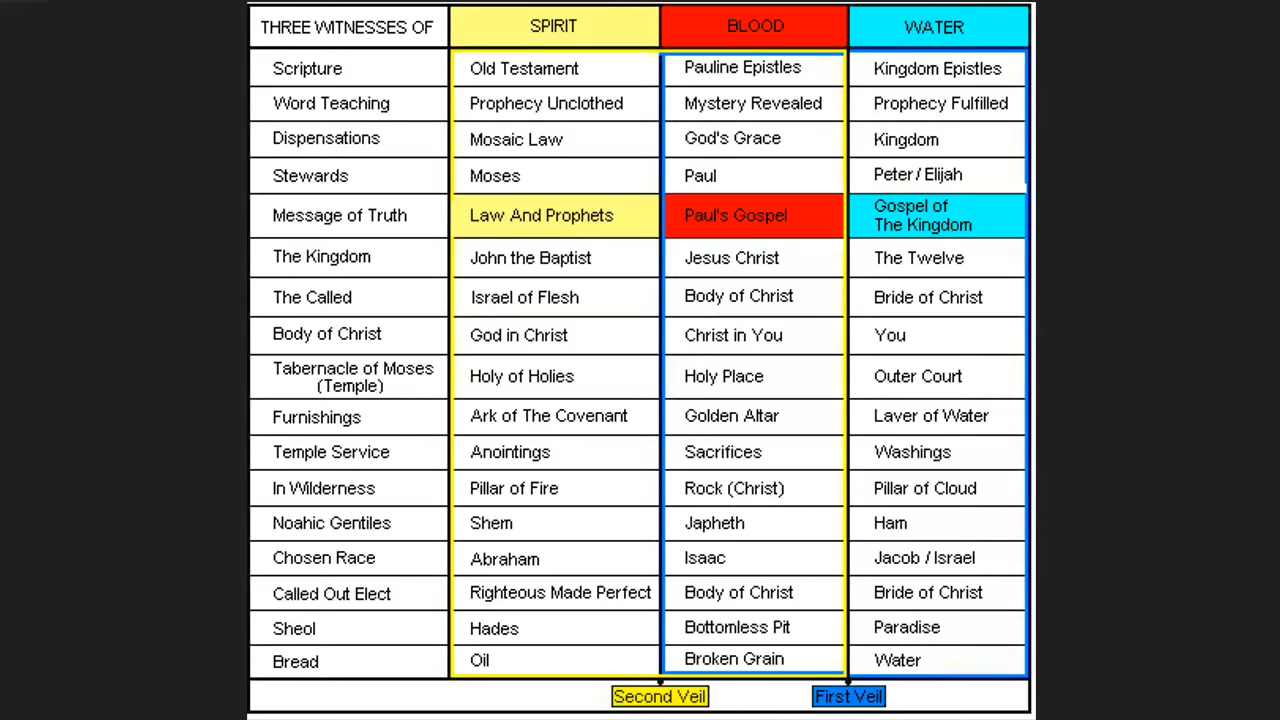 THREE WITNESSES OF SPIRIT BLOOD WATER
Scripture Old Testament Pauline Epistles Kingdom Epistles
Word Teaching Prophecy Unclothed Mystery Revealed Prophecy Fulfilled
Dispensations Mosaic Law God's Grace Kingdom
Stewards Moses Paul Peter / Elijah
Message of Truth Law And Prophets Paul's Gospel Gospel of
The Kingdom
The Kingdom John the Baptist Jesus Christ The Twelve
The Called Israel of Flesh Body of Christ Bride of Christ
Body of Christ God in Christ Christ in You You
Tabernacle of Moses
(Temple) Holy of Holies Holy Place Outer Court
Furnishings Ark of The Covenant Golden Altar Laver of Water
Temple Service Anointings Sacrifices Washings
In Wilderness Pillar of Fire Rock (Christ) Pillar of Cloud
Noahic Gentiles Shem Japheth Ham
Chosen Race Abraham Isaac Jacob / Israel
Called Out Elect Righteous Made Perfect Body of Christ Bride of Christ
Sheol Hades Bottomless Pit Paradise
Bread Oil Broken Grain Water
Second Veil First Veil